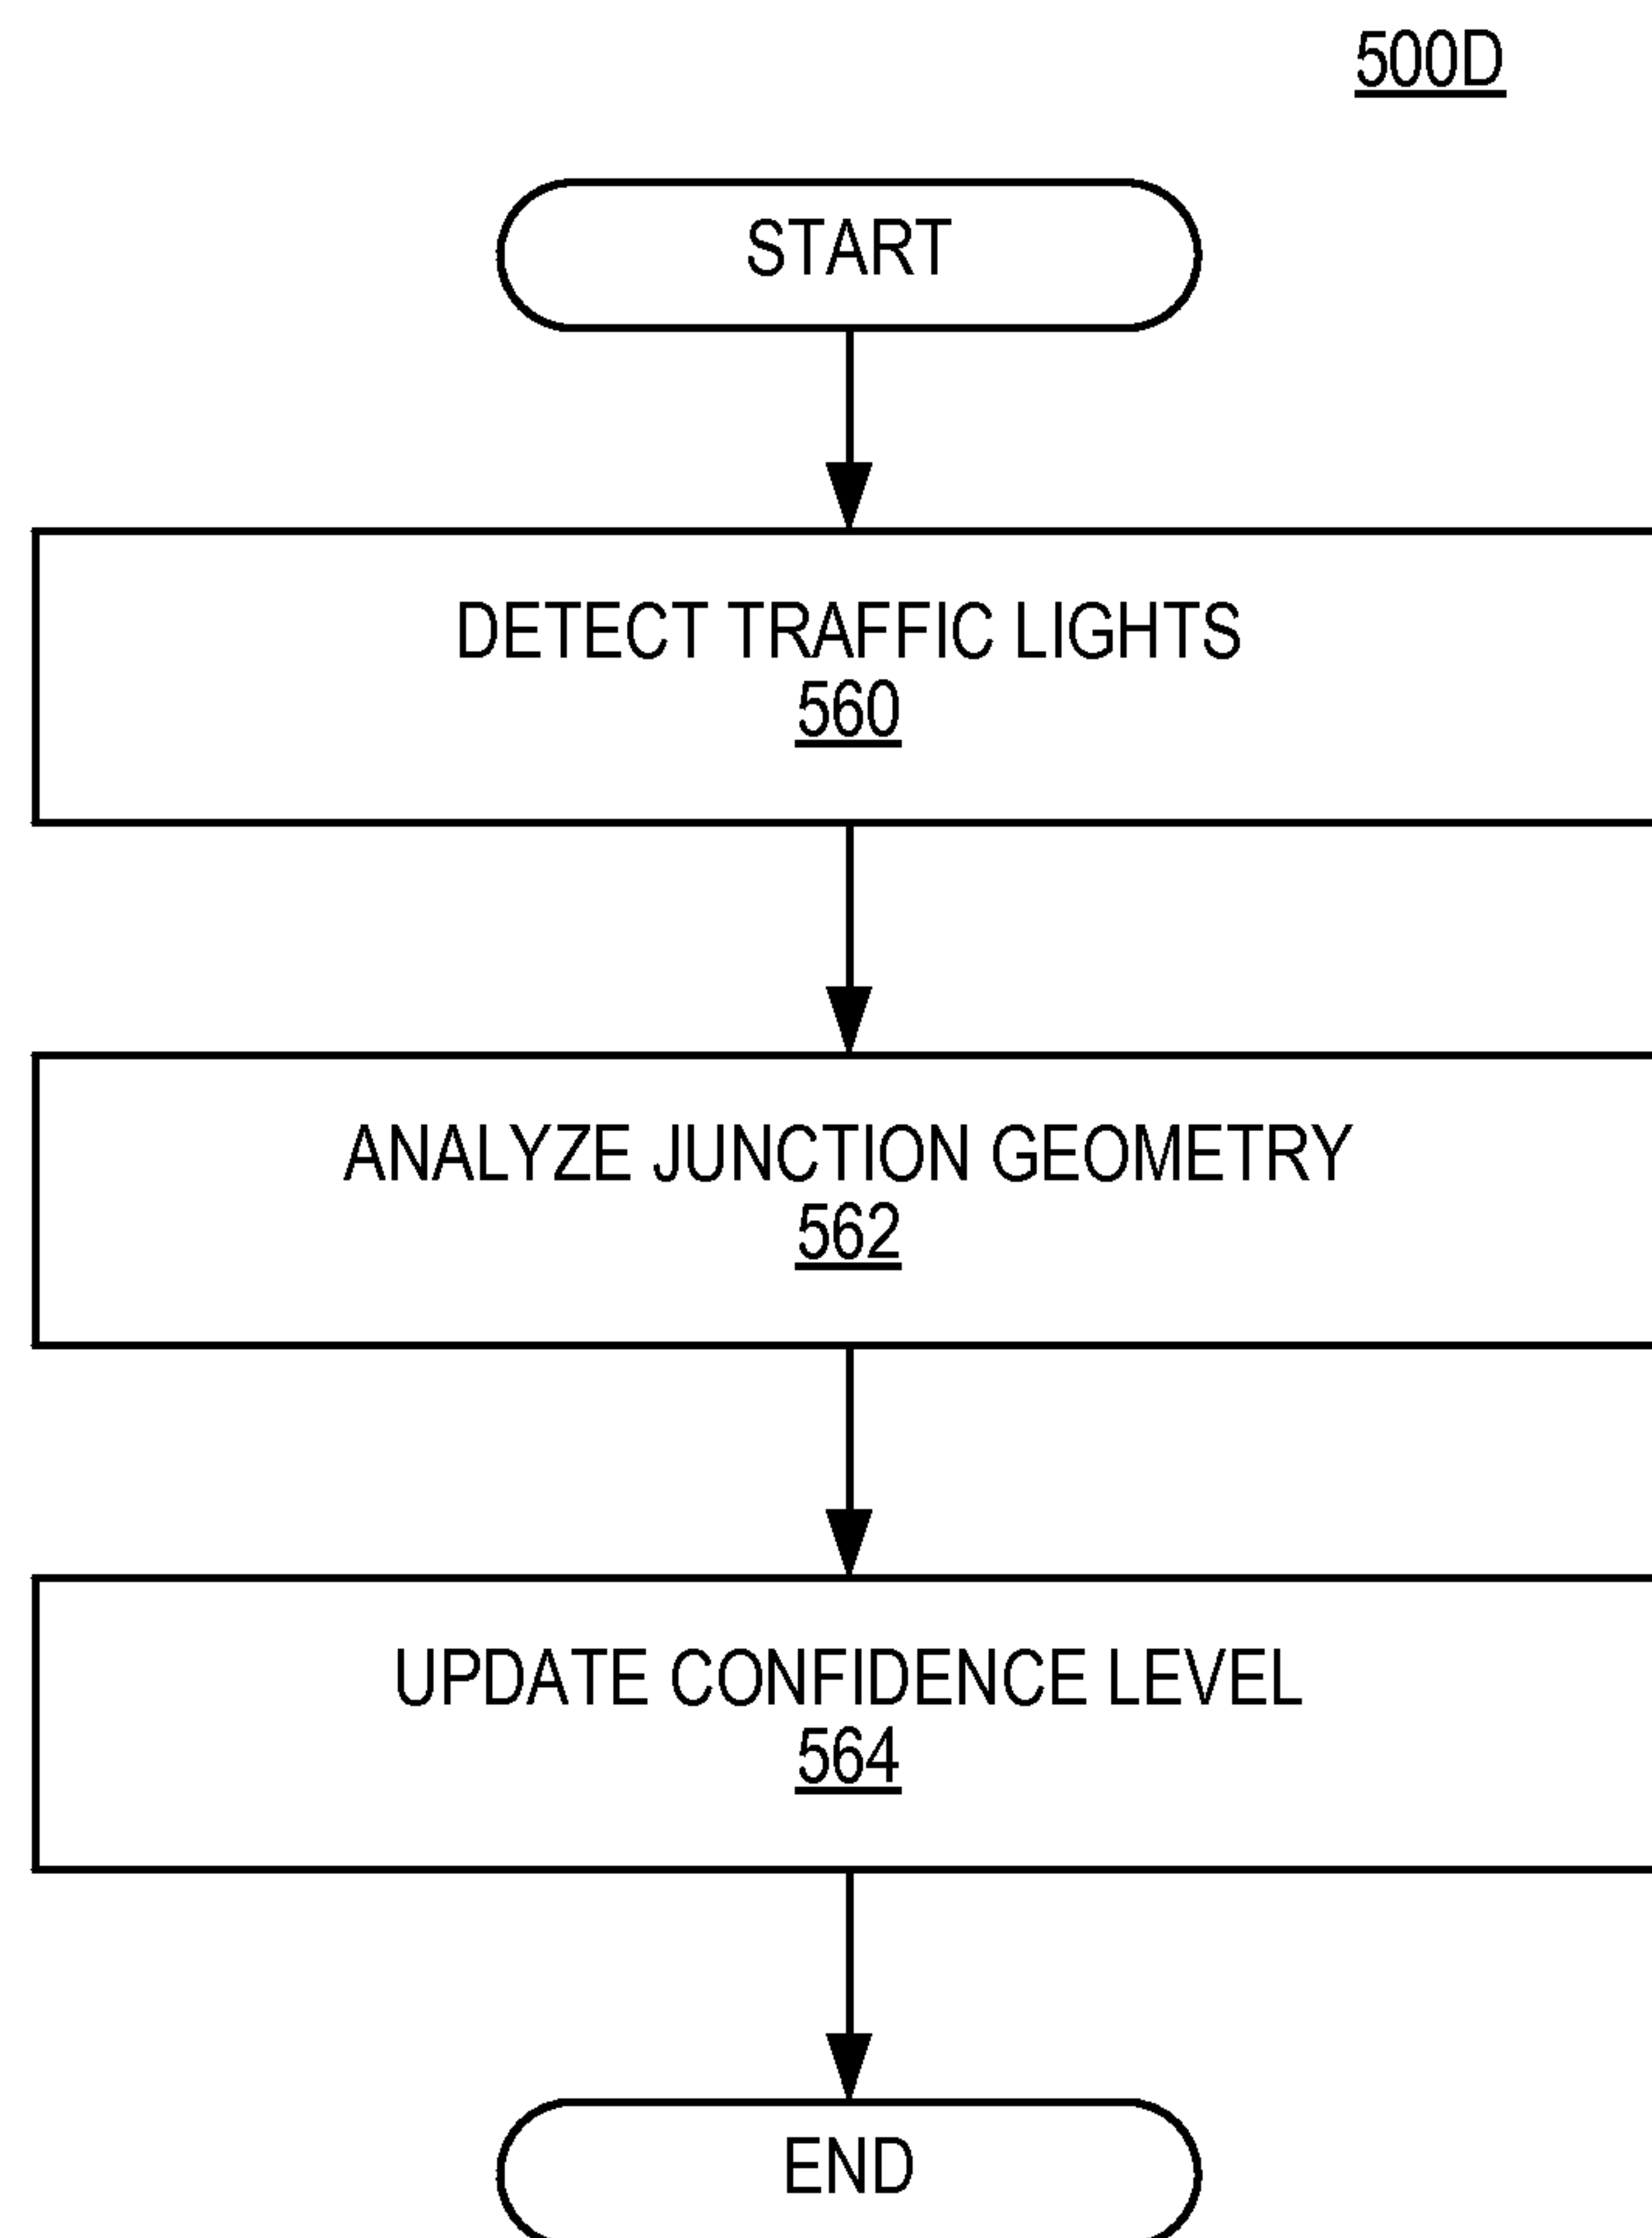 500D
START
DETECT TRAFFIC LIGHTS
560
ANALYZE JUNCTION GEOMETRY
562
UPDATE CONFIDENCE LEVEL
564
END